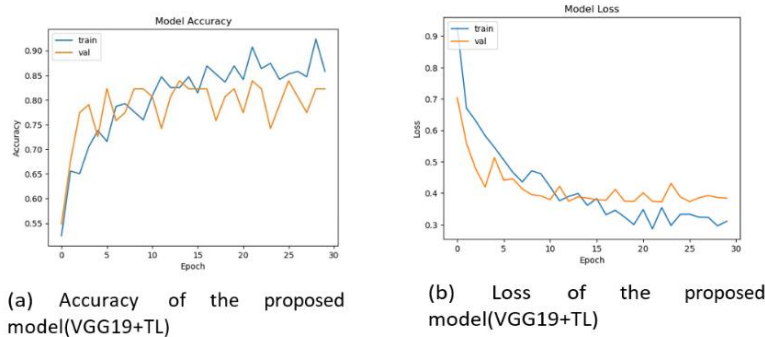 Model Accuracy
train
val
0.90
0.85
0.80
0.75
0.70
0.65
0.60
0.55
Accuracy
0
5
10
15
20
25
30
Epoch
(a) Accuracy of the proposed
model(VGG19+TL)
Model Loss
train
val
0.9
0.8
0.7
0.6
0.5
0.4
0.3
Loss
0
5
10
15
20
25
30
Epoch
(b) Loss of the proposed
model(VGG19+TL)